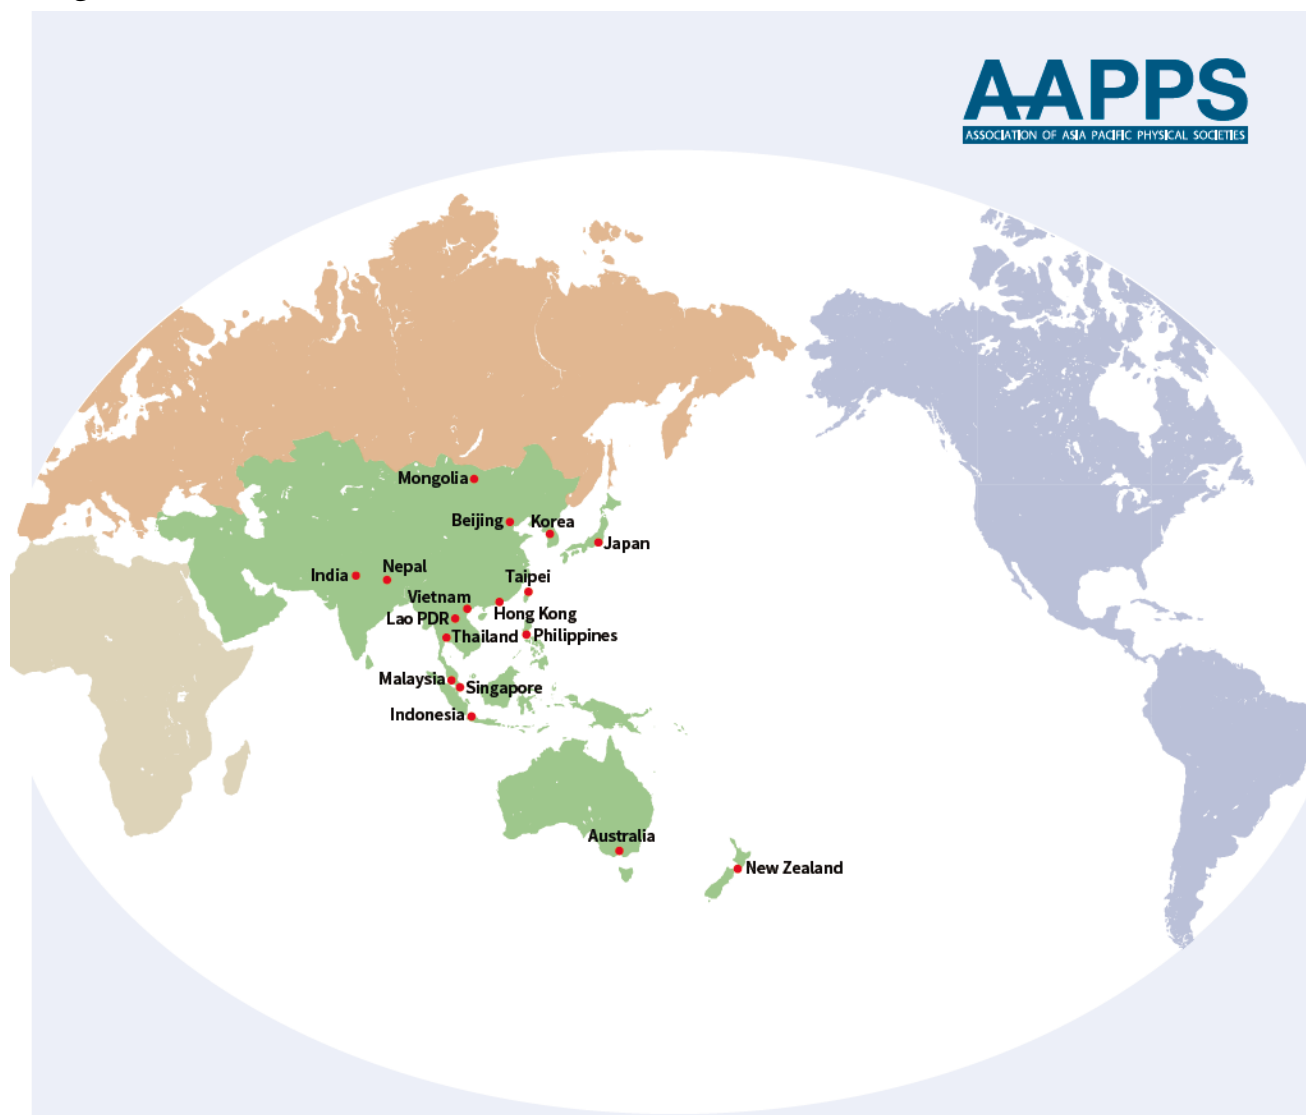 AAPPS
ASSOCIATION OF ASIA PACIFIC PHYSICAL SOCIETIES
Mongolia
Beijing
Korea
Japan
India
Nepal
Taipei
Vietnam
Hong Kong
Lao PDR
Thailand
Philippines
Malaysia
Singapore
Indonesia
Australia
New Zealand